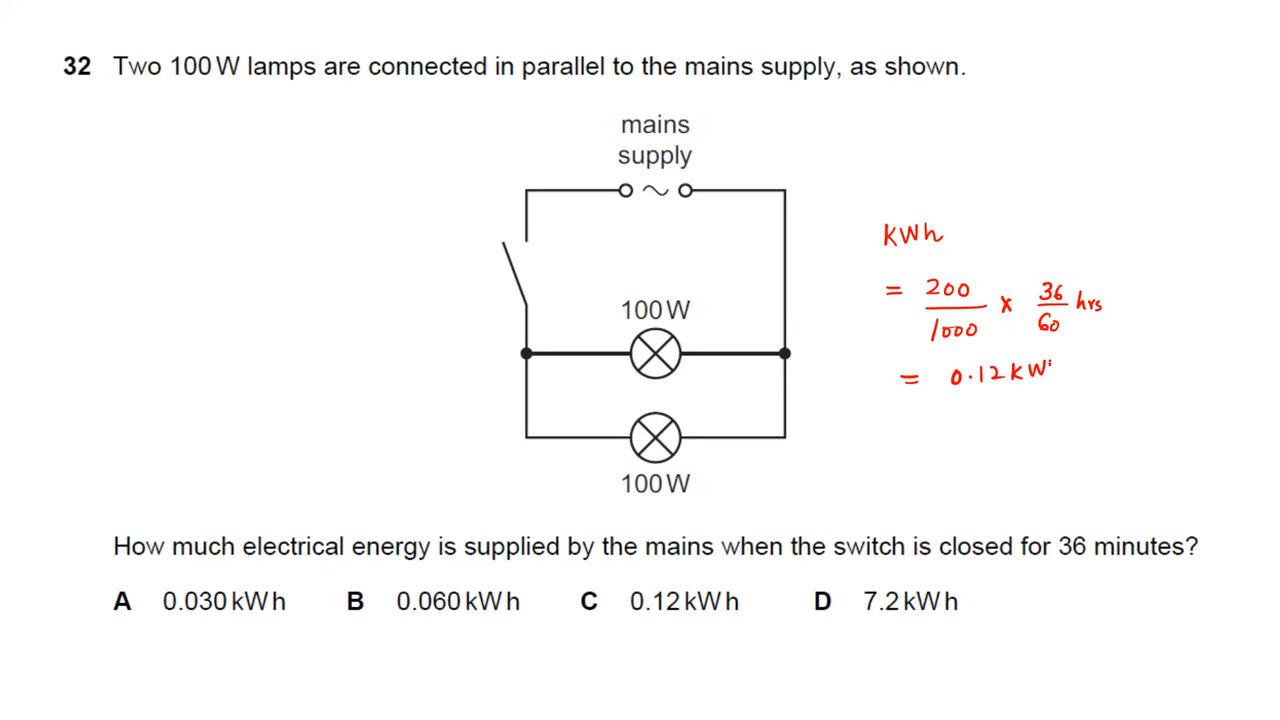 32 Two 100 W lamps are connected in parallel to the mains supply, as shown.
mains
supply
100 W
100 W
kWh
= 200/1000 × 36/60 hrs
= 0.12 kW
How much electrical energy is supplied by the mains when the switch is closed for 36 minutes?
A 0.030 kW h B 0.060 kW h C 0.12 kW h D 7.2 kW h